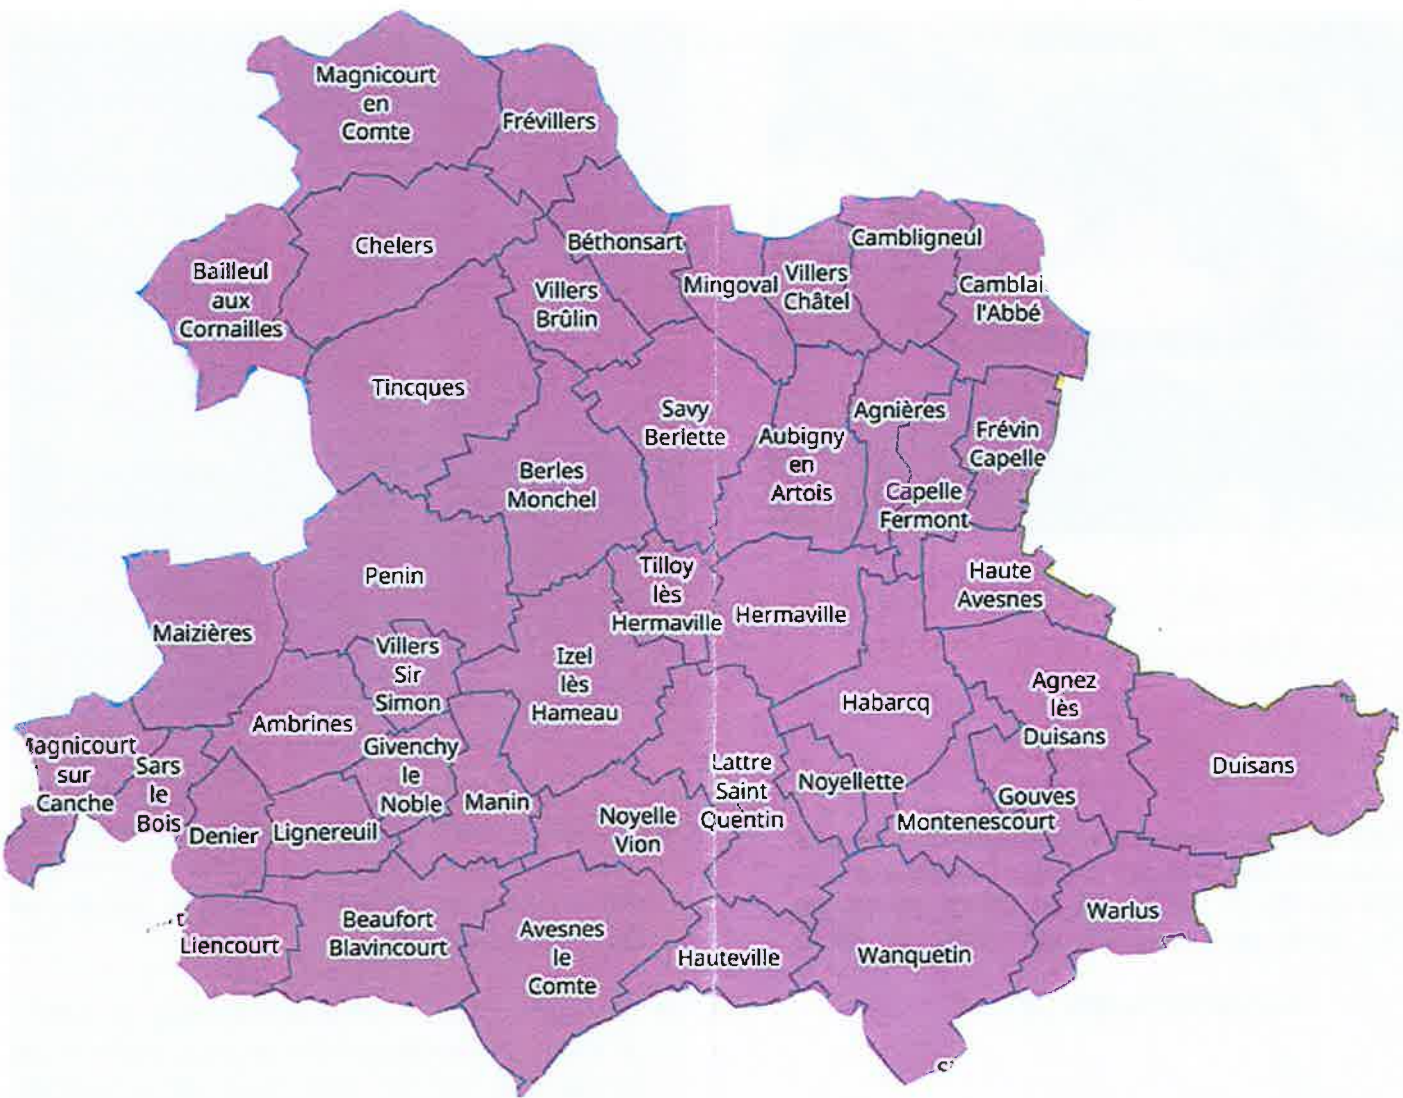 Magnicourt
en
Comte
Frévillers
Chelers
Béthonsart
Cambligneul
Bailleul
aux
Cornailles
Villers
Brûlin
Mingoval
Villers
Châtel
Camblai
l'Abbé
Tincques
Savy
Berlette
Agnières
Aubigny
en
Artois
Frévin
Capelle
Berles
Monchel
Capelle
Fermont
Penin
Tilloy
lès
Hermaville
Hermaville
Haute
Avesnes
Maizières
Villers
Sir
Simon
Izel
lès
Hameau
Ambrines
Habarcq
Agnez
lès
Duisans
Duisans
agnicourt
sur
Canche
Sars
le
Bois
Givenchy
le
Noble
Manin
Lattre
Saint
Quentin
Noyellette
Gouves
Montenescourt
Denier
Lignereuil
Noyelle
Vion
Liencourt
Beaufort
Blavincourt
Avesnes
le
Comte
Hauteville
Wanquetin
Warlus
t